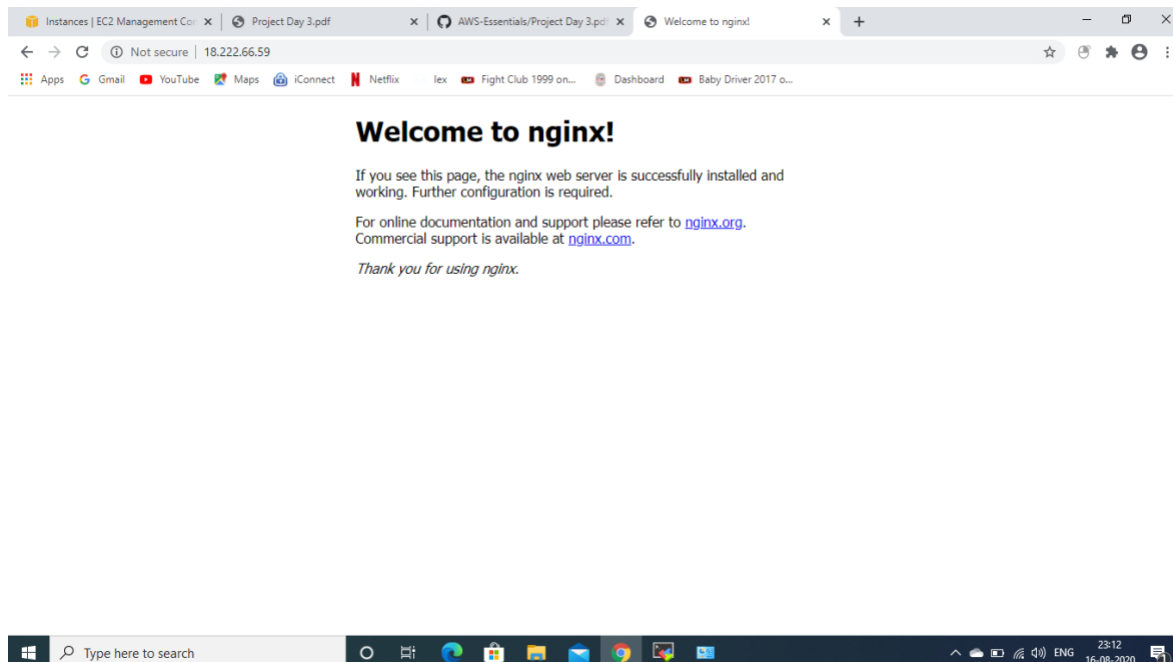 Instances | EC2 Management Con
Project Day 3.pdf
AWS-Essentials/Project Day 3.pdf
Welcome to nginx!
Not secure | 18.222.66.59
Apps Gmail YouTube Maps iConnect Netflix lex Fight Club 1999 on... Dashboard Baby Driver 2017 o...
Welcome to nginx!
If you see this page, the nginx web server is successfully installed and
working. Further configuration is required.
For online documentation and support please refer to nginx.org.
Commercial support is available at nginx.com.
Thank you for using nginx.
Type here to search
ENG
23:12
16-08-2020